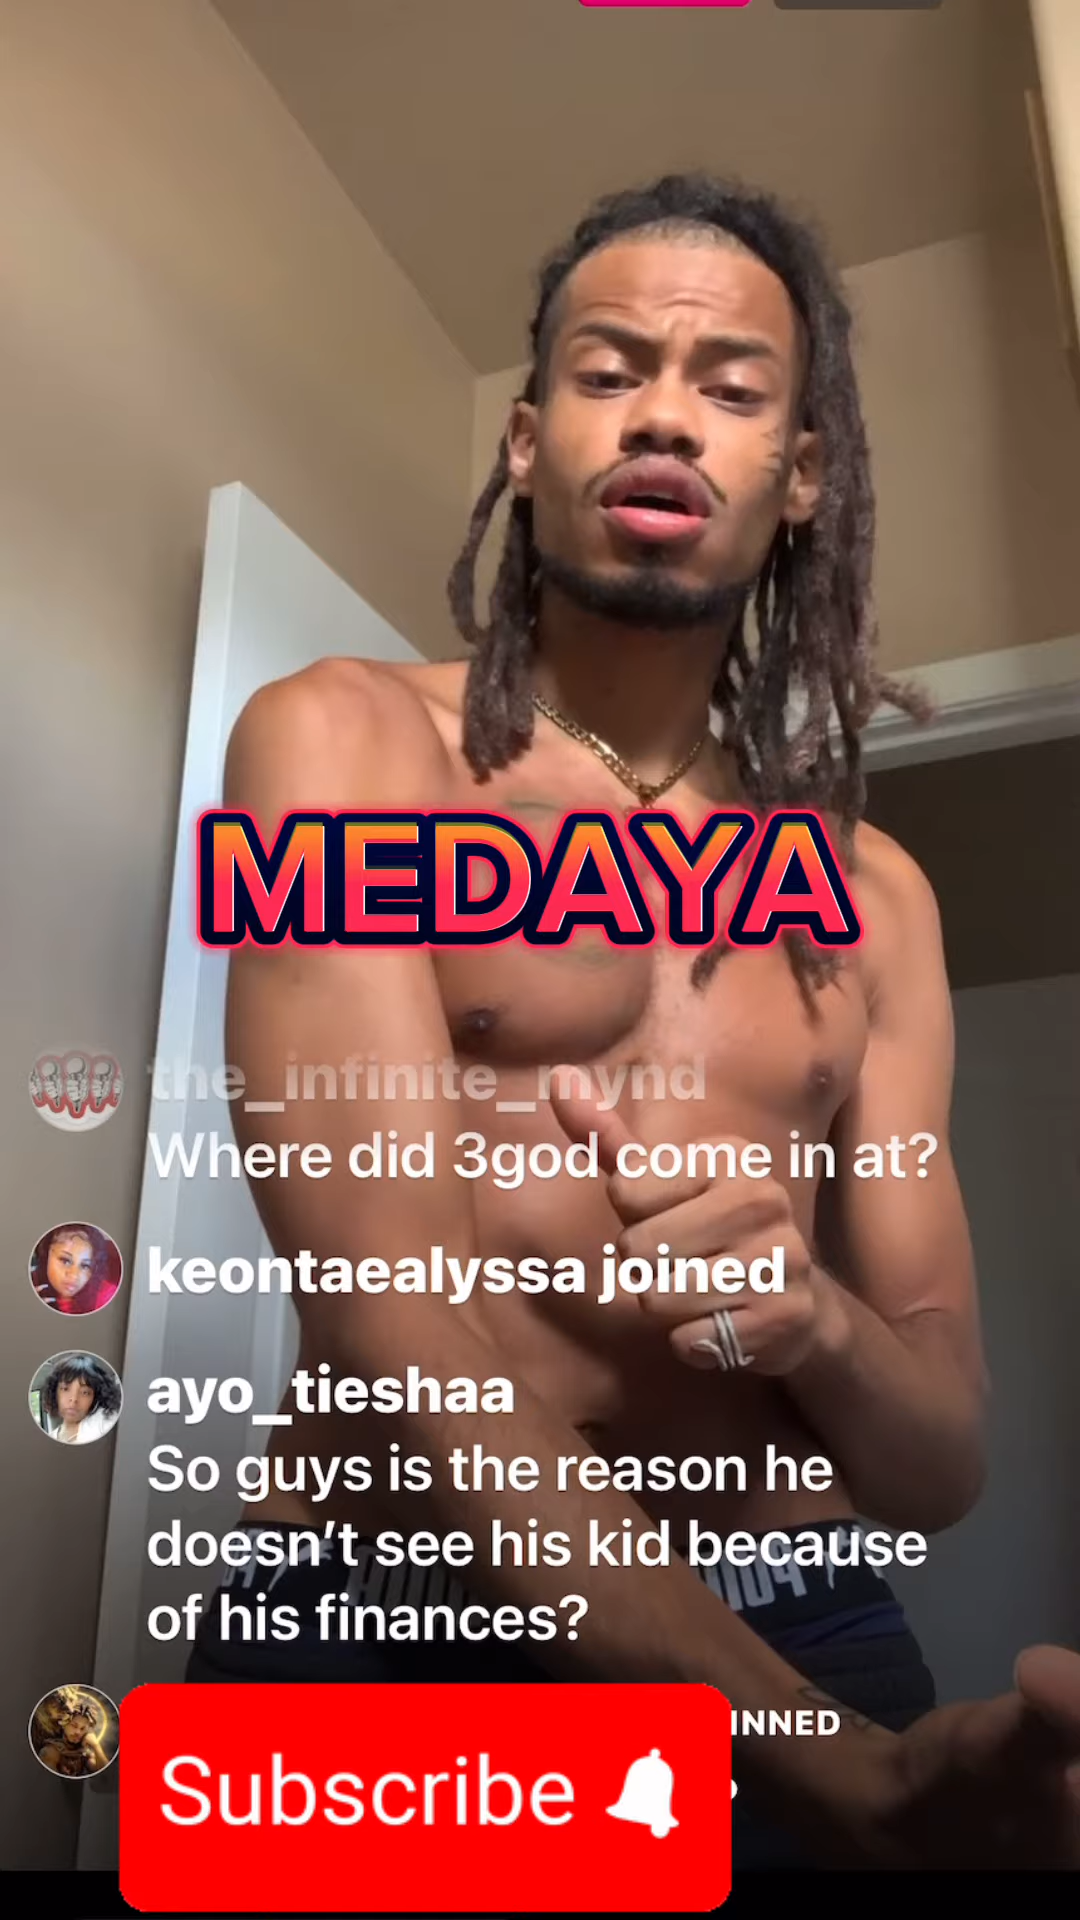 MEDAYA
the_infinite_mynd
Where did 3god come in at?
keontaealyssa joined
ayo_tieshaa
So guys is the reason he
doesn't see his kid because
of his finances?
INNED
Subscribe